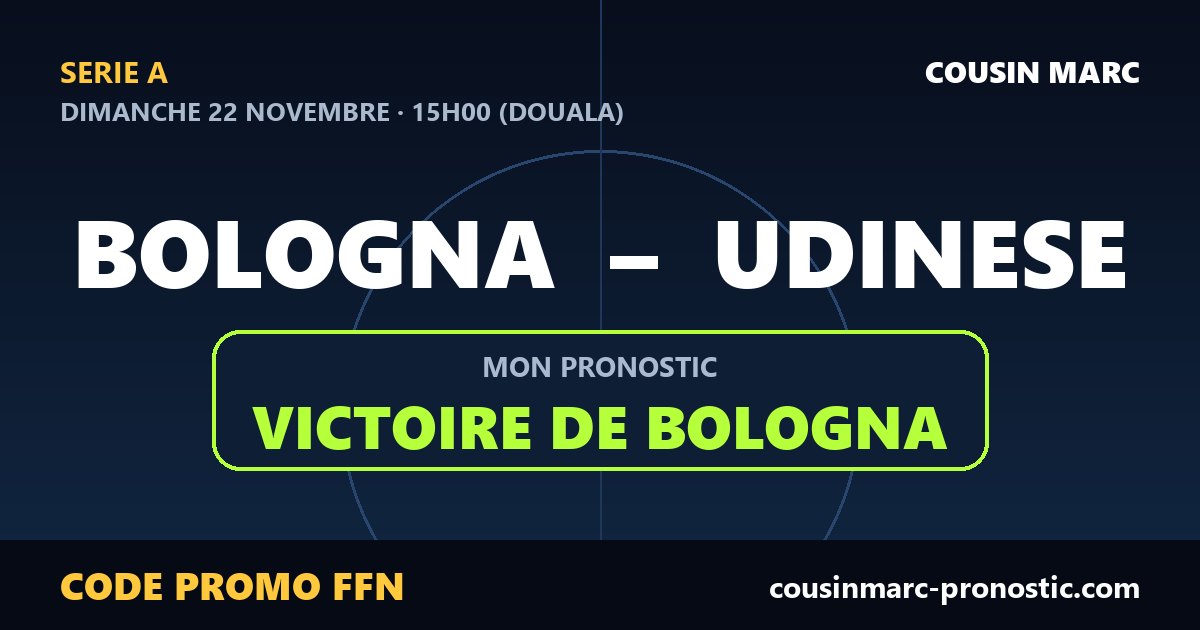 SERIE A
COUSIN MARC
DIMANCHE 22 NOVEMBRE · 15H00 (DOUALA)
BOLOGNA – UDINESE
MON PRONOSTIC
VICTOIRE DE BOLOGNA
CODE PROMO FFN
cousinmarc-pronostic.com